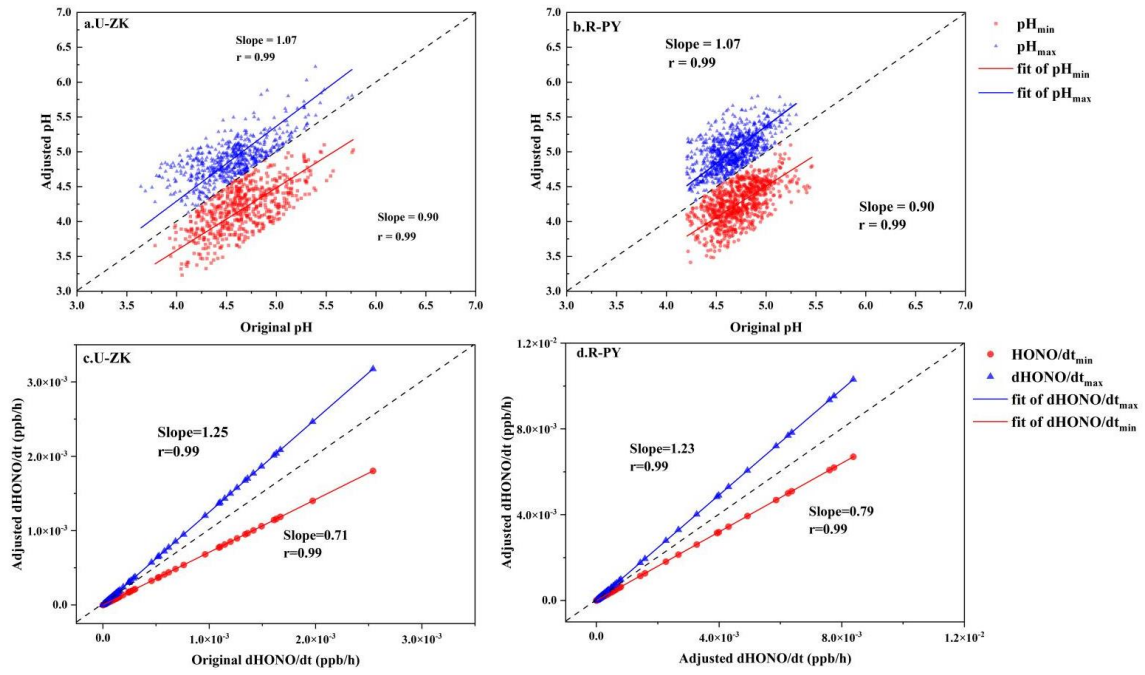 a.U-ZK
Slope = 1.07
r = 0.99
Slope = 0.90
r = 0.99
7.0
6.5
6.0
5.5
5.0
4.5
4.0
3.5
3.0
Adjusted pH
3.0 3.5 4.0 4.5 5.0 5.5 6.0 6.5 7.0
Original pH
b.R-PY
Slope = 1.07
r = 0.99
Slope = 0.90
r = 0.99
7.0
6.5
6.0
5.5
5.0
4.5
4.0
3.5
3.0
Adjusted pH
3.0 3.5 4.0 4.5 5.0 5.5 6.0 6.5 7.0
Original pH
pHmin
pHmax
fit of pHmin
fit of pHmax
c.U-ZK
Slope=1.25
r=0.99
Slope=0.71
r=0.99
3.0×10⁻³
2.0×10⁻³
1.0×10⁻³
0.0
Adjusted dHONO/dt (ppb/h)
0.0 1.0×10⁻³ 2.0×10⁻³ 3.0×10⁻³
Original dHONO/dt (ppb/h)
d.R-PY
Slope=1.23
r=0.99
Slope=0.79
r=0.99
1.2×10⁻²
8.0×10⁻³
4.0×10⁻³
0.0
Adjusted dHONO/dt (ppb/h)
0.0 4.0×10⁻³ 8.0×10⁻³ 1.2×10⁻²
Adjusted dHONO/dt (ppb/h)
HONO/dtmin
dHONO/dtmax
fit of dHONO/dtmax
fit of dHONO/dtmin